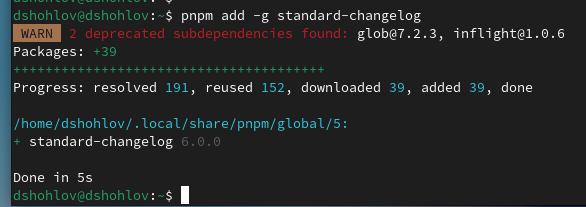 dshohlov@dshohlov:~$ pnpm add -g standard-changelog
WARN 2 deprecated subdependencies found: glob@7.2.3, inflight@1.0.6
Packages: +39
+++++++++++++++++++++++++++++++++++++++
Progress: resolved 191, reused 152, downloaded 39, added 39, done
/home/dshohlov/.local/share/pnpm/global/5:
+ standard-changelog 6.0.0
Done in 5s
dshohlov@dshohlov:~$